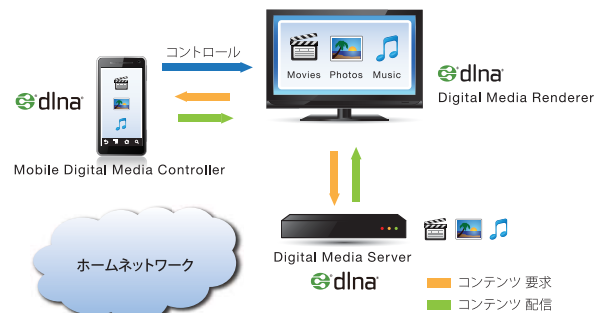 コントロール
Movies Photos Music
dlna
Digital Media Renderer
dlna
Mobile Digital Media Controller
ホームネットワーク
Digital Media Server
dlna
コンテンツ 要求
コンテンツ 配信